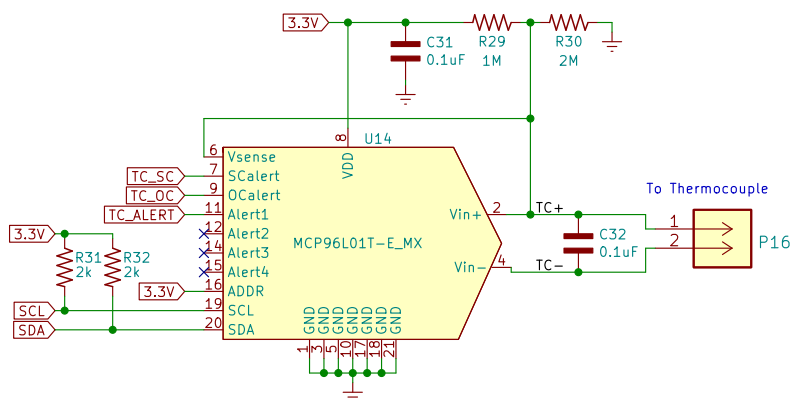 3.3V
C31
0.1uF
R29
1M
R30
2M
8
U14
VDD
6
Vsense
TC_SC
7
SCalert
TC_OC
9
OCalert
TC_ALERT
11
Alert1
12
Alert2
14
Alert3
15
Alert4
3.3V
16
ADDR
SCL
19
SCL
SDA
20
SDA
3.3V
R31
2k
R32
2k
MCP96L01T-E_MX
Vin+
2
TC+
Vin-
4
TC-
C32
0.1uF
To Thermocouple
1
2
P16
GND
GND
GND
GND
GND
GND
GND
1
3
5
10
17
18
21